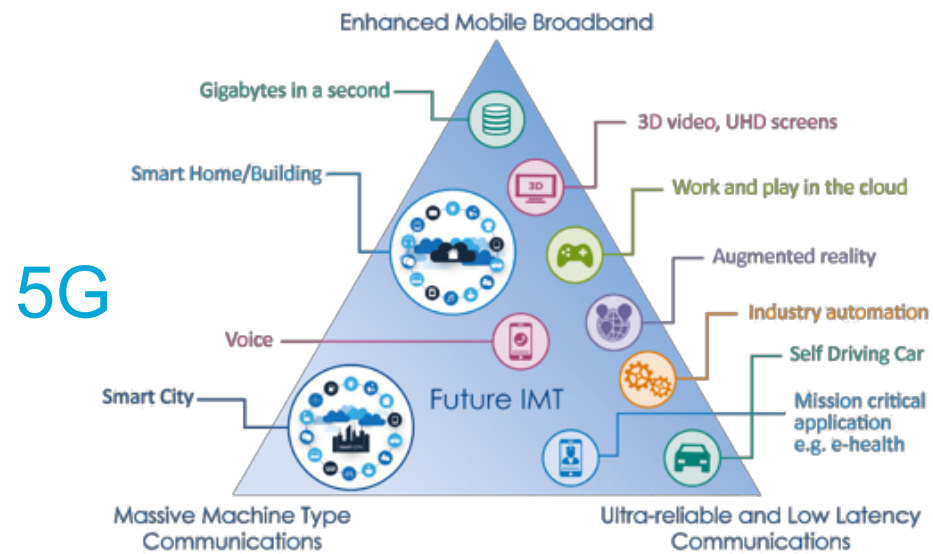 Enhanced Mobile Broadband
Gigabytes in a second
3D video, UHD screens
Smart Home/Building
3D
Work and play in the cloud
5G
Augmented reality
Industry automation
Voice
Self Driving Car
Smart City
Future IMT
Mission critical
application
e.g. e-health
Massive Machine Type
Communications
Ultra-reliable and Low Latency
Communications